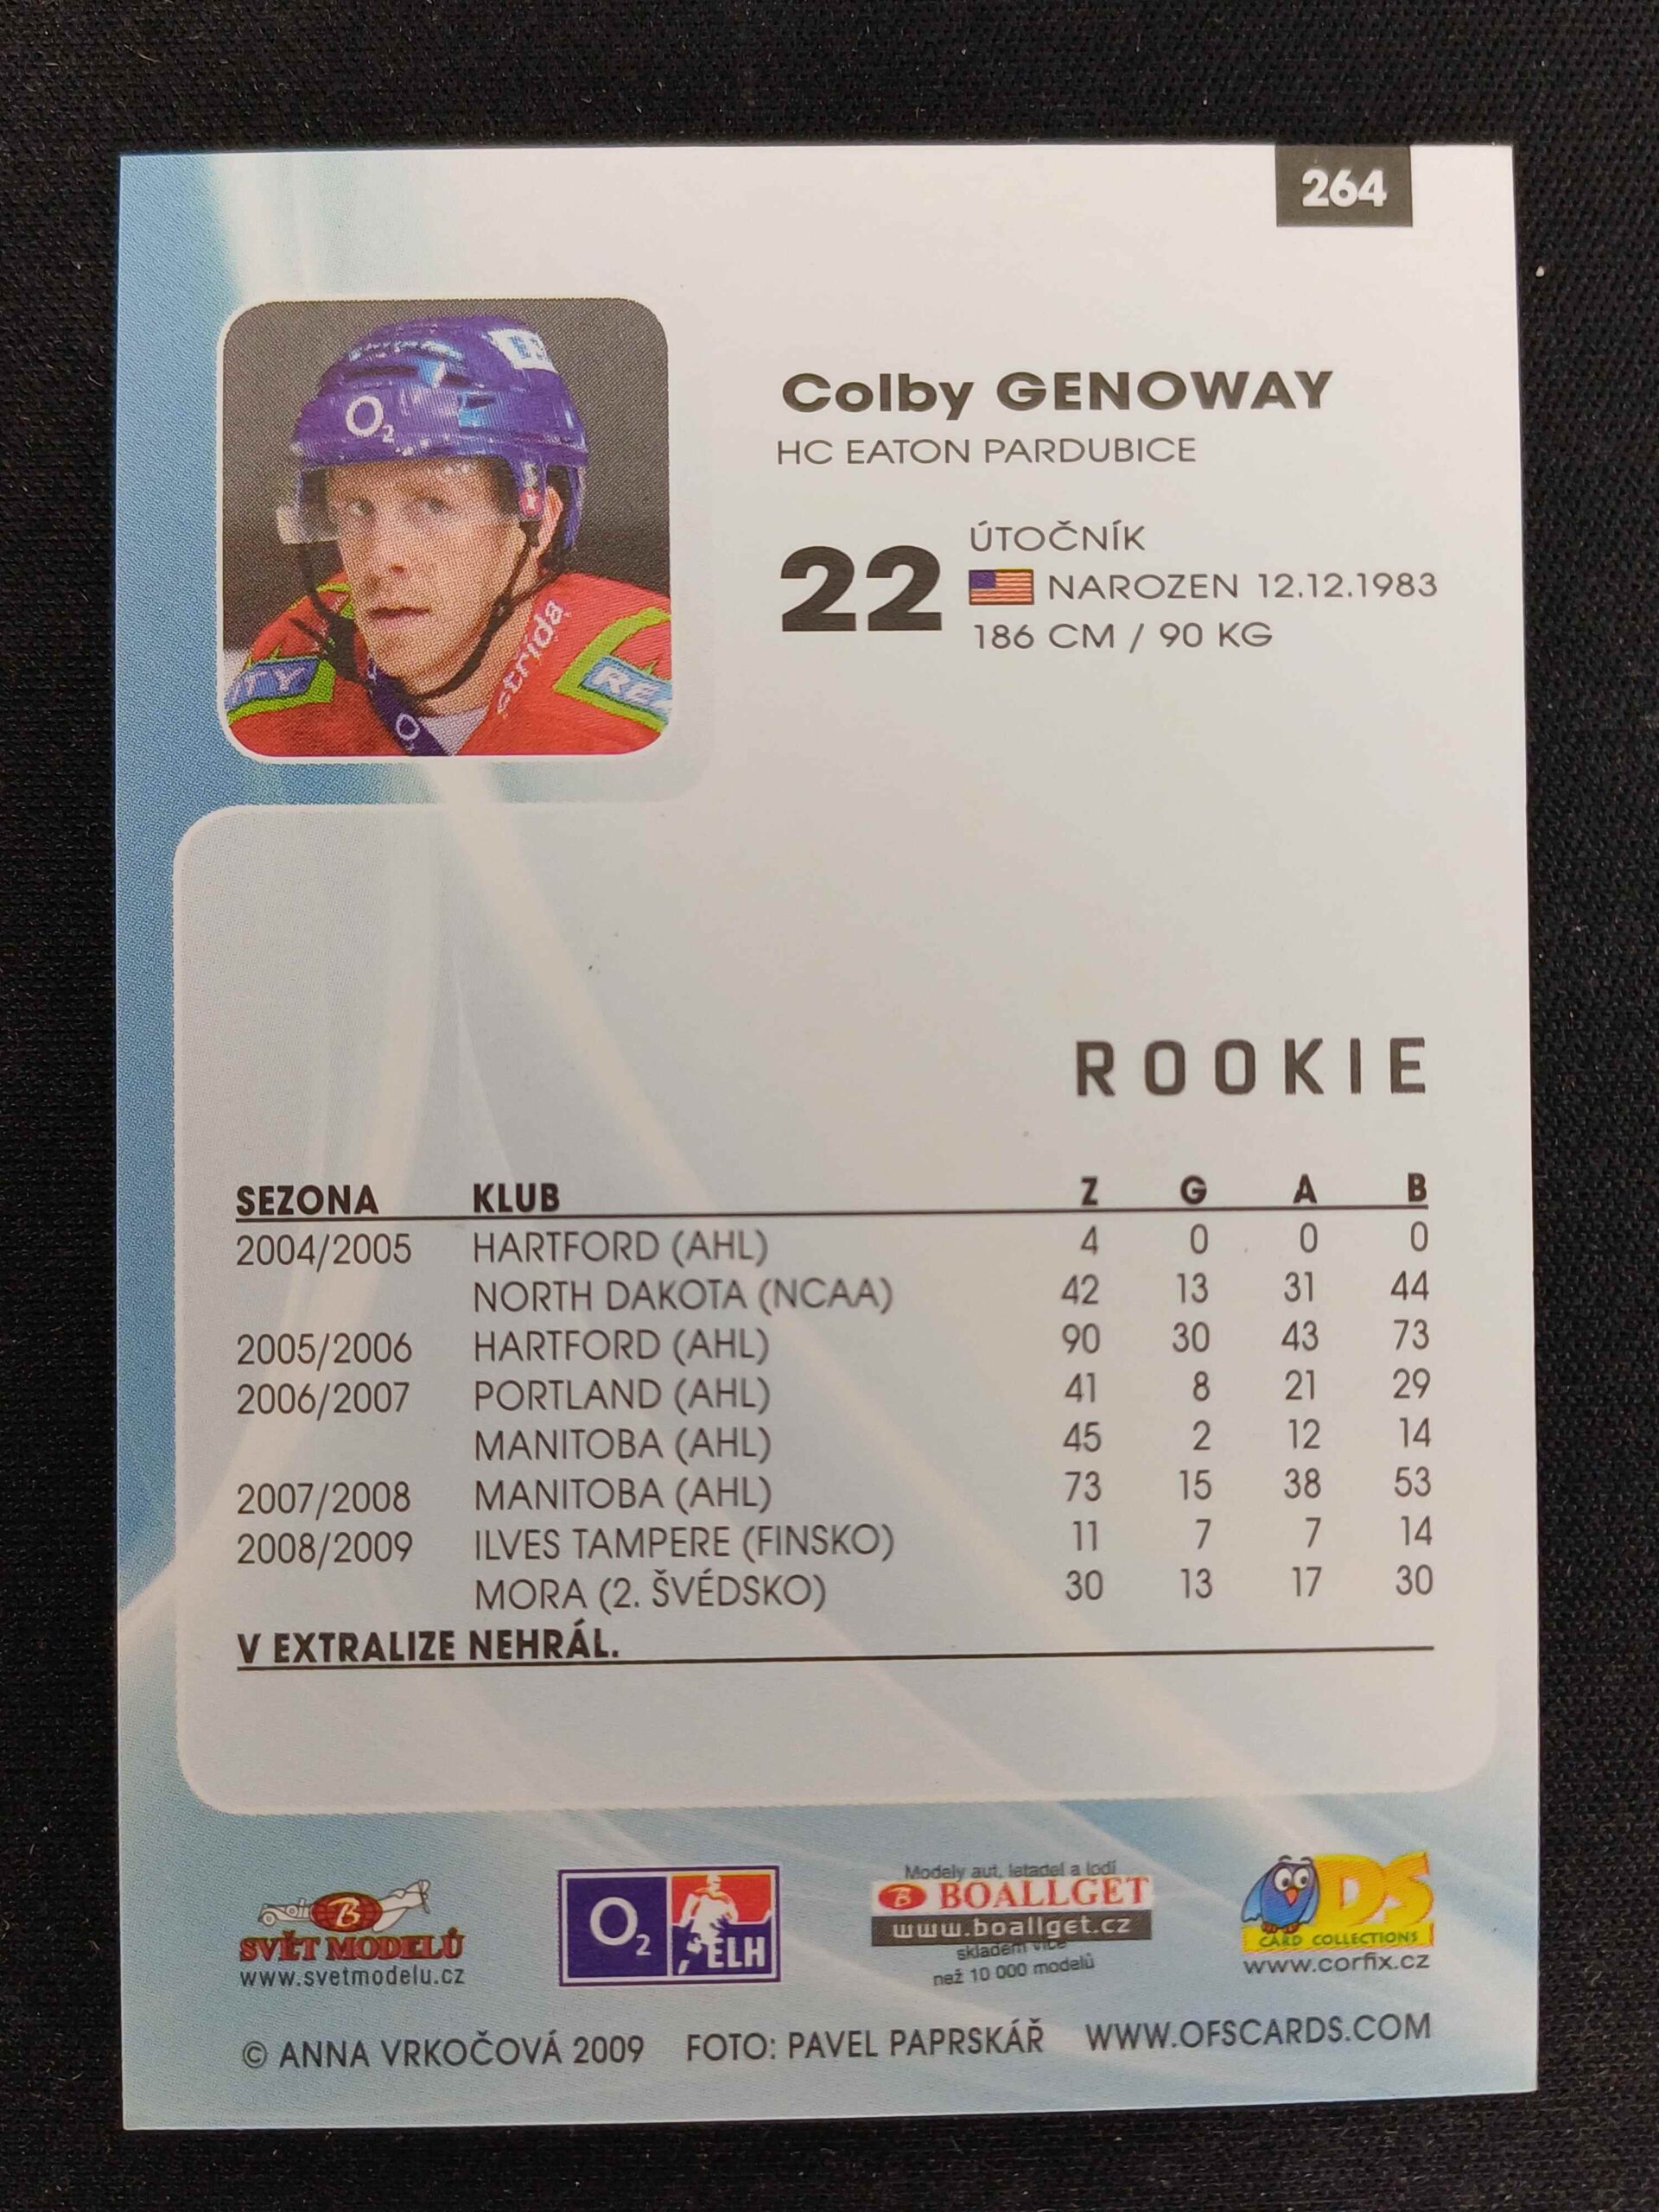 264
O2
Colby GENOWAY
HC EATON PARDUBICE
22
ÚTOČNÍK
NAROZEN 12.12.1983
186 CM / 90 KG
ROOKIE
SEZONA KLUB Z G A B
2004/2005 HARTFORD (AHL) 4 0 0 0
NORTH DAKOTA (NCAA) 42 13 31 44
2005/2006 HARTFORD (AHL) 90 30 43 73
2006/2007 PORTLAND (AHL) 41 8 21 29
MANITOBA (AHL) 45 2 12 14
2007/2008 MANITOBA (AHL) 73 15 38 53
2008/2009 ILVES TAMPERE (FINSKO) 11 7 7 14
MORA (2. ŠVÉDSKO) 30 13 17 30
V EXTRALIZE NEHRÁL.
B
SVĚT MODELŮ
www.svetmodelu.cz
O2 ELH
Modely aut, letadel a lodí
B BOALLGET
www.boallget.cz
skladem více
než 10 000 modelů
DS
CARD COLLECTIONS
www.corfix.cz
© ANNA VRKOČOVÁ 2009 FOTO: PAVEL PAPRSKÁŘ WWW.OFSCARDS.COM